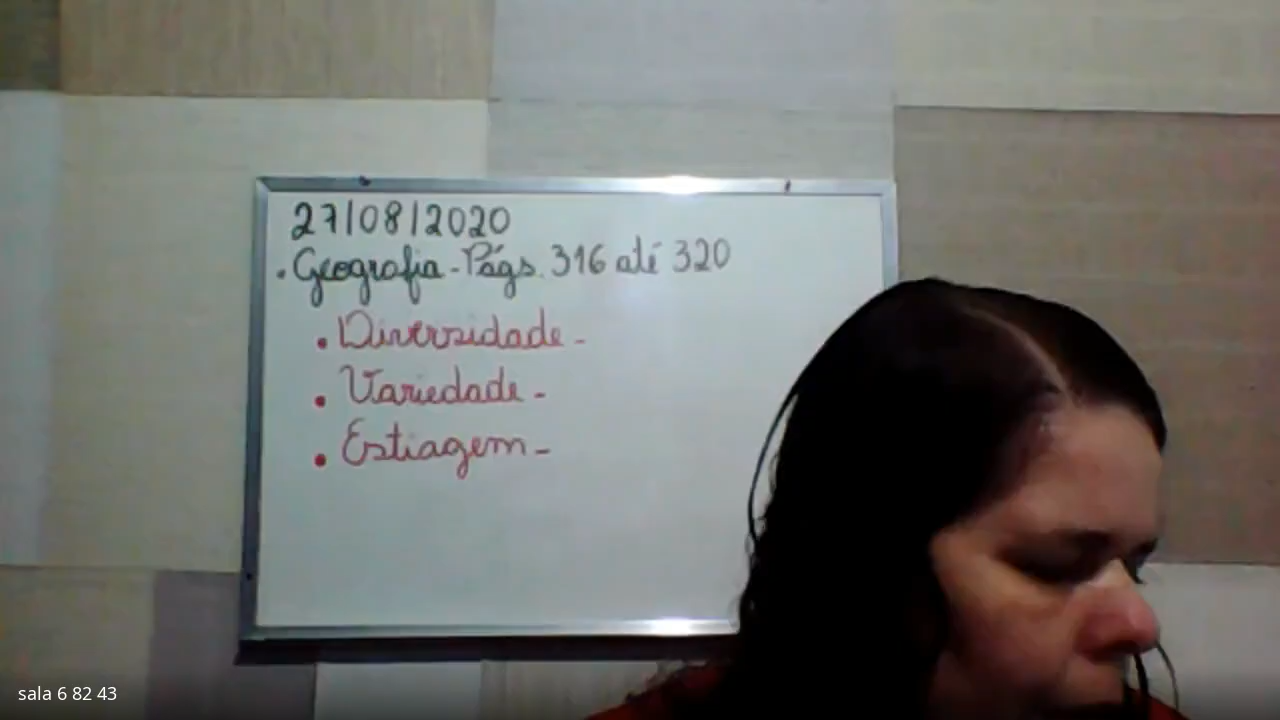 27/08/2020
. Geografia - Págs. 316 até 320
• Diversidade -
• Variedade -
• Estiagem -
sala 6 82 43